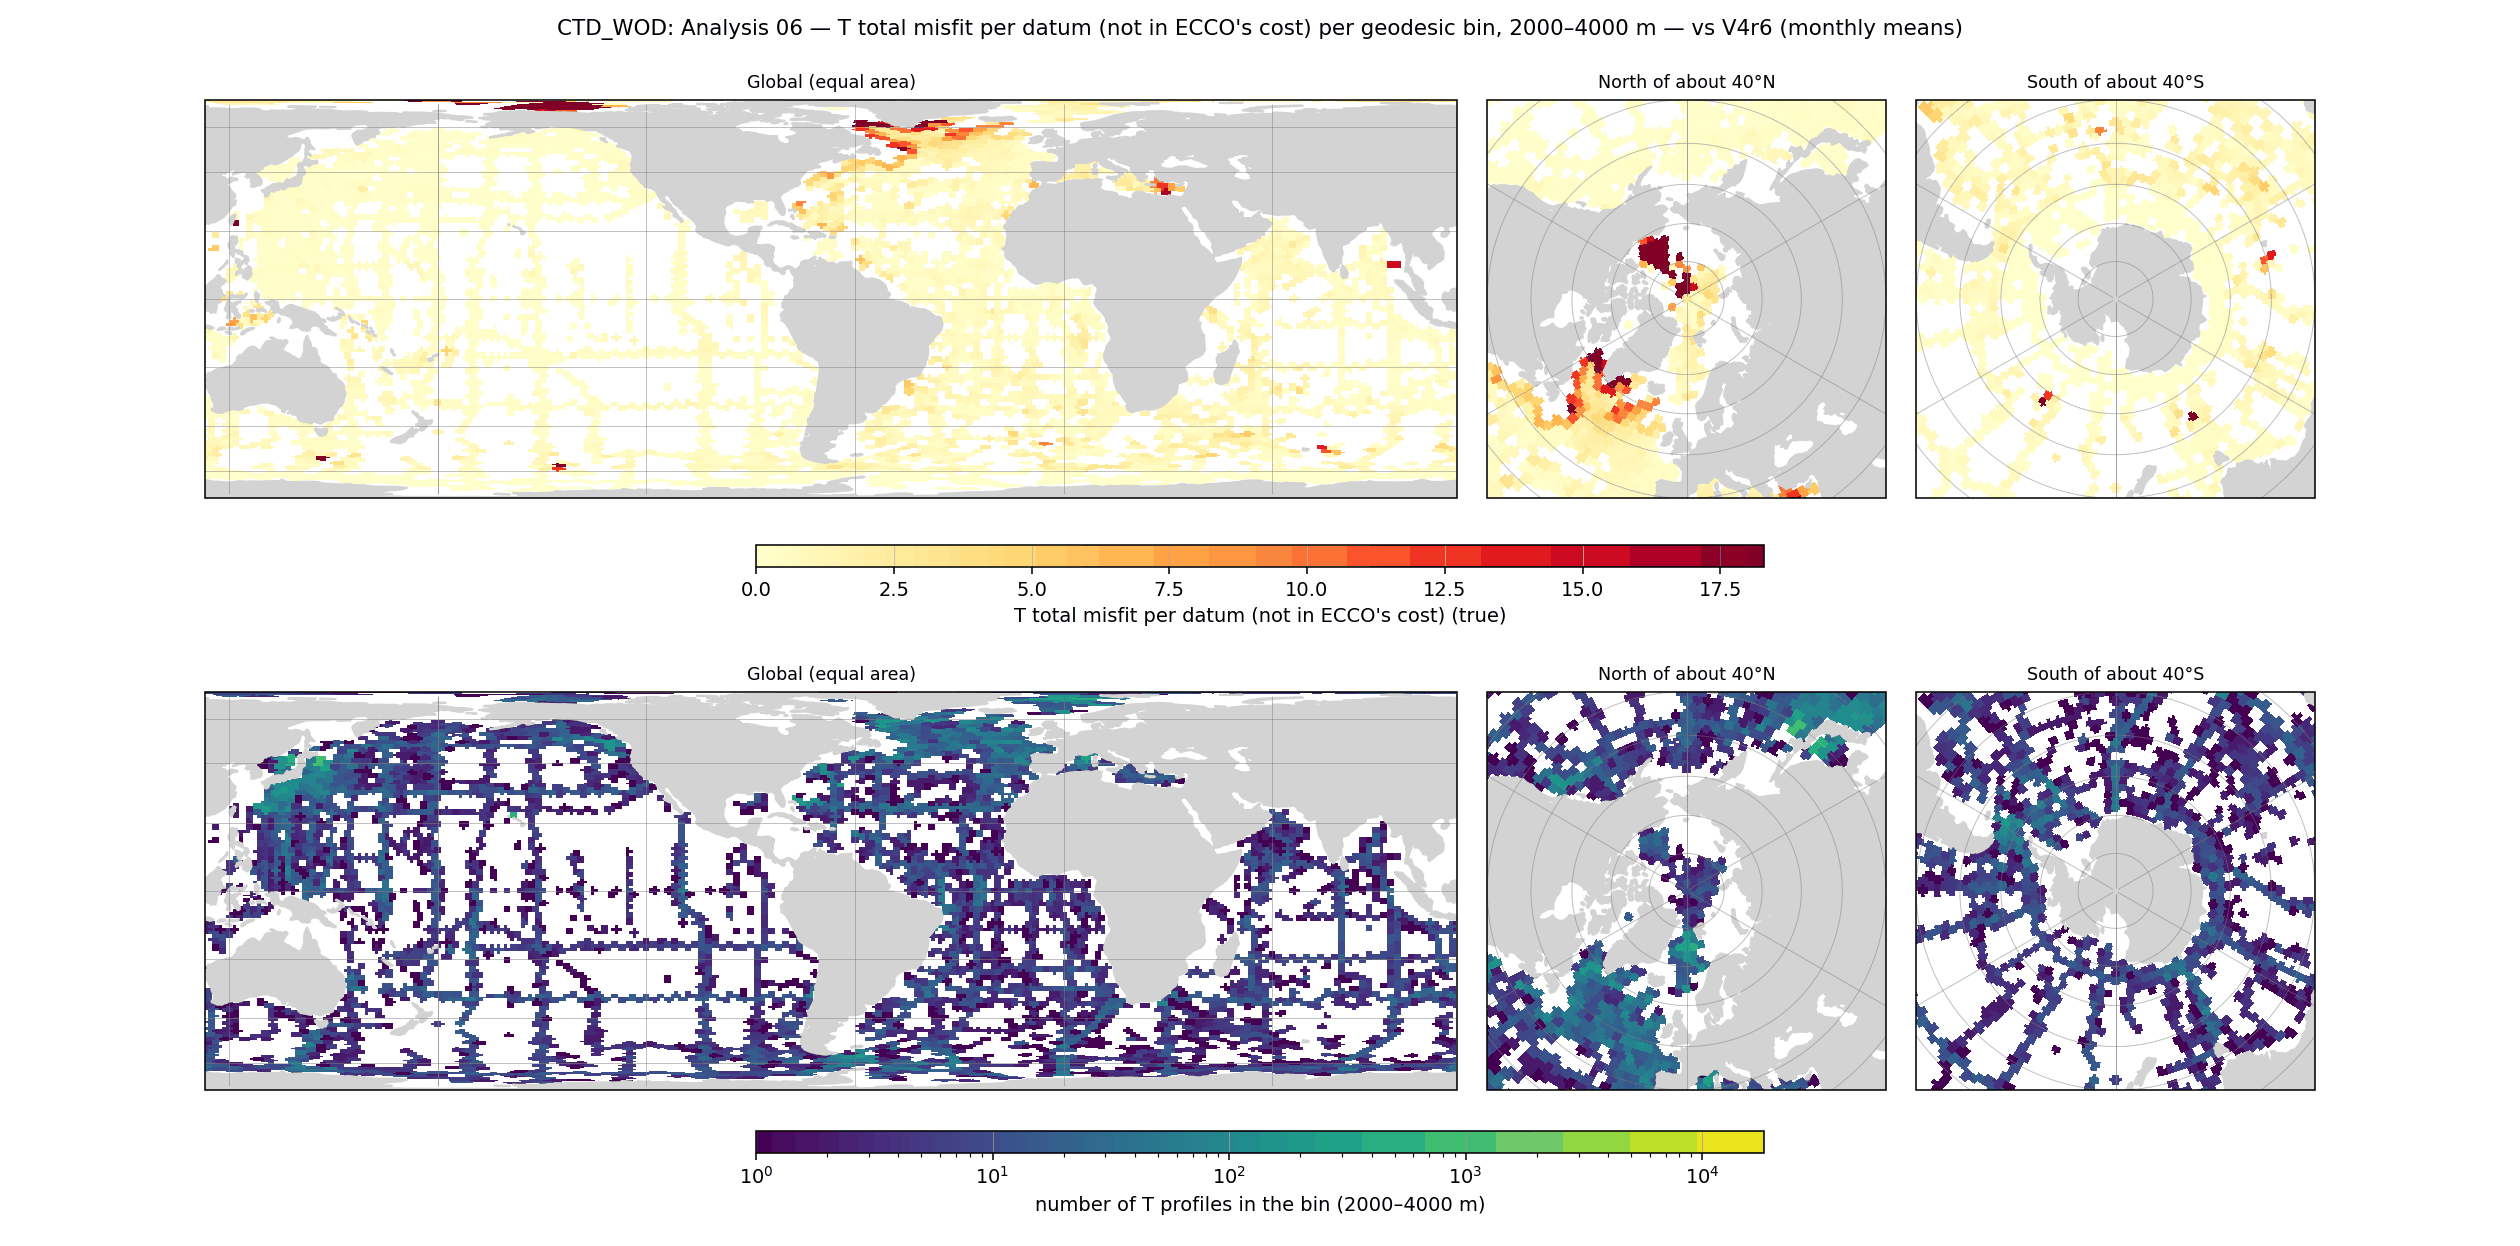 CTD_WOD: Analysis 06 — T total misfit per datum (not in ECCO's cost) per geodesic bin, 2000–4000 m — vs V4r6 (monthly means)
Global (equal area)
North of about 40°N
South of about 40°S
0.0 2.5 5.0 7.5 10.0 12.5 15.0 17.5
T total misfit per datum (not in ECCO's cost) (true)
Global (equal area)
North of about 40°N
South of about 40°S
10⁰ 10¹ 10² 10³ 10⁴
number of T profiles in the bin (2000–4000 m)